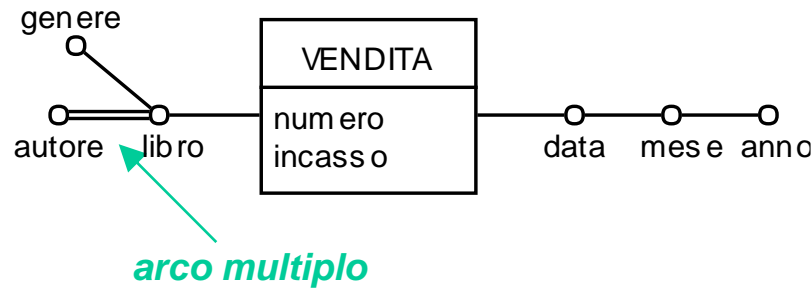 genere
VENDITA
numero
incasso
autore libro
data mese anno
arco multiplo